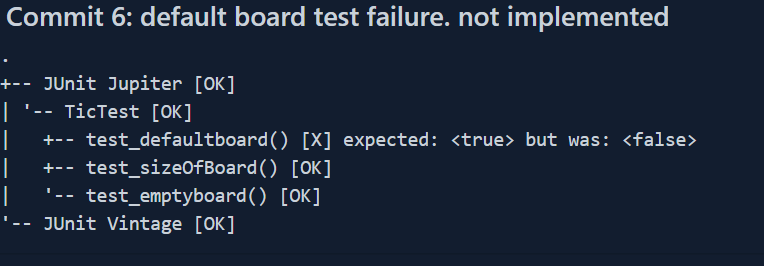 Commit 6: default board test failure. not implemented
.
+-- JUnit Jupiter [OK]
| '-- TicTest [OK]
|   +-- test_defaultboard() [X] expected: <true> but was: <false>
|   +-- test_sizeOfBoard() [OK]
|   '-- test_emptyboard() [OK]
'-- JUnit Vintage [OK]